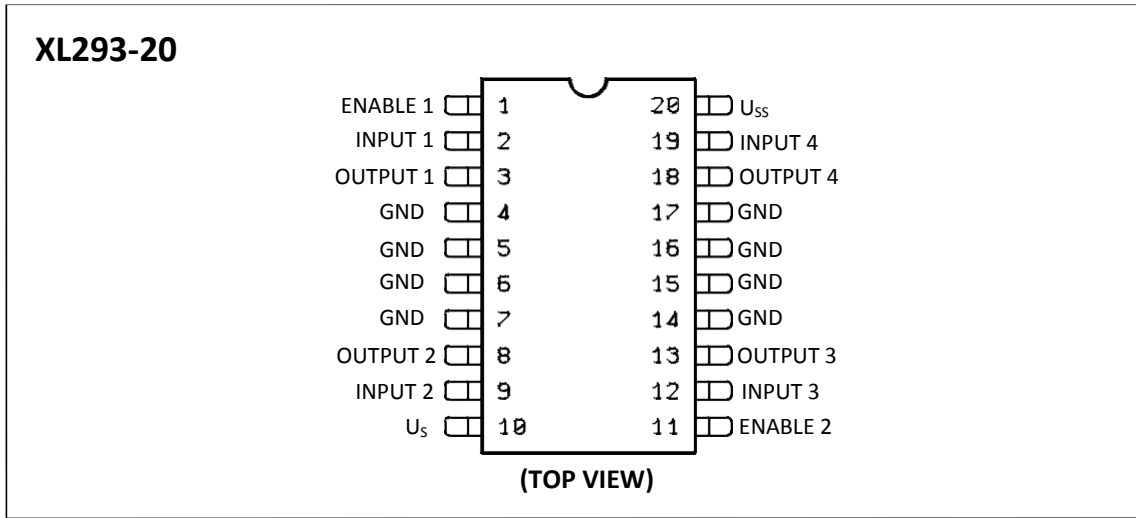 XL293-20
ENABLE 1 1 20 USS
INPUT 1 2 19 INPUT 4
OUTPUT 1 3 18 OUTPUT 4
GND 4 17 GND
GND 5 16 GND
GND 6 15 GND
GND 7 14 GND
OUTPUT 2 8 13 OUTPUT 3
INPUT 2 9 12 INPUT 3
US 10 11 ENABLE 2
(TOP VIEW)